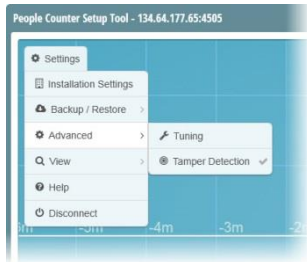 People Counter Setup Tool - 134.64.177.65:4505
Settings
Installation Settings
Backup / Restore
Advanced
Tuning
View
Tamper Detection
Help
Disconnect
-5m
-4m
-3m